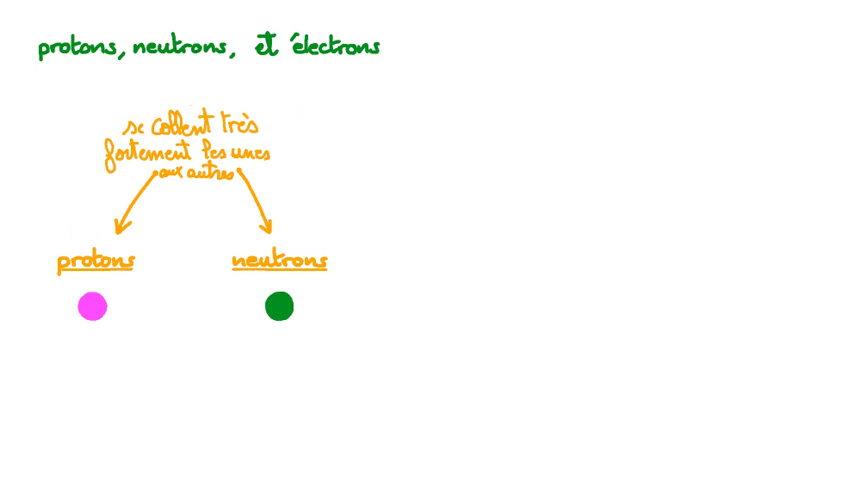 protons, neutrons, et électrons
se collent très
fortement les unes
aux autres
protons
neutrons